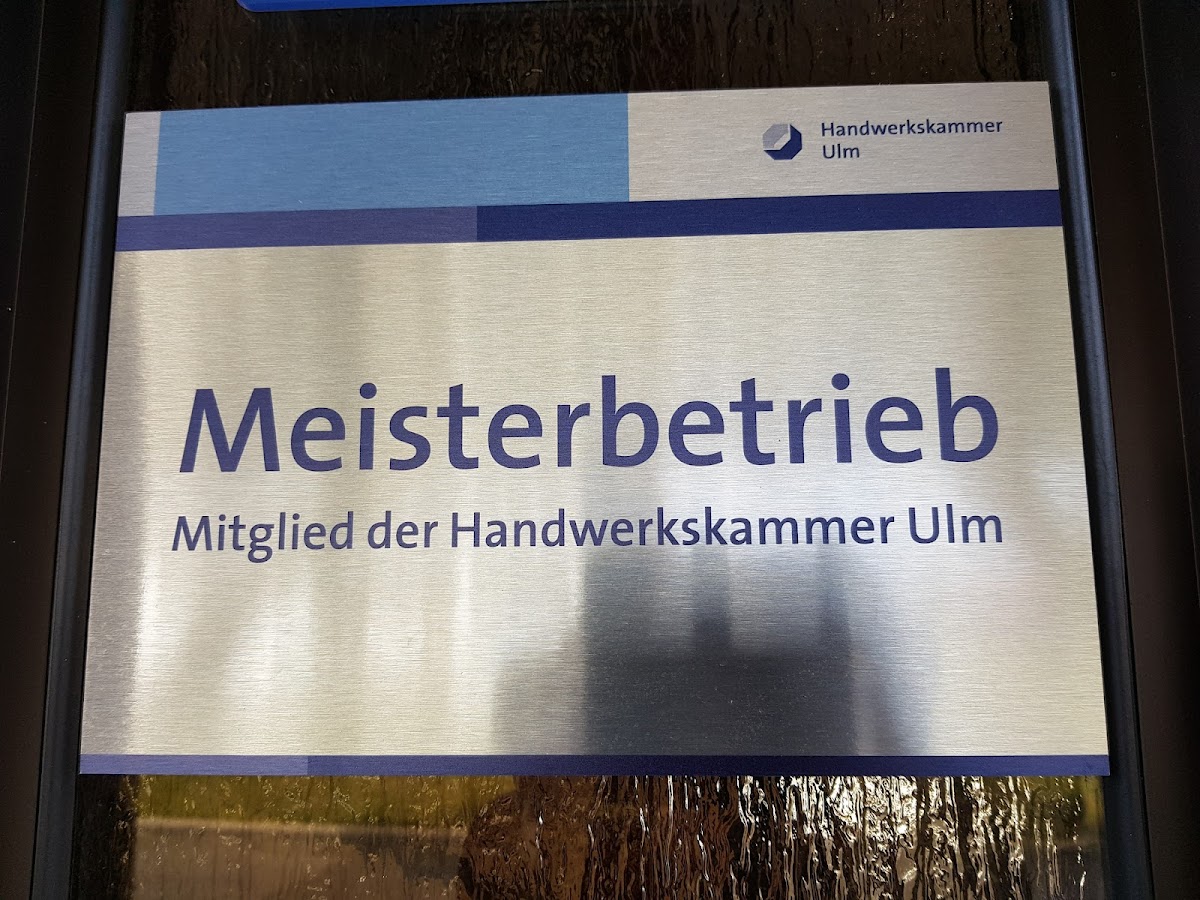 Handwerkskammer
Ulm
Meisterbetrieb
Mitglied der Handwerkskammer Ulm